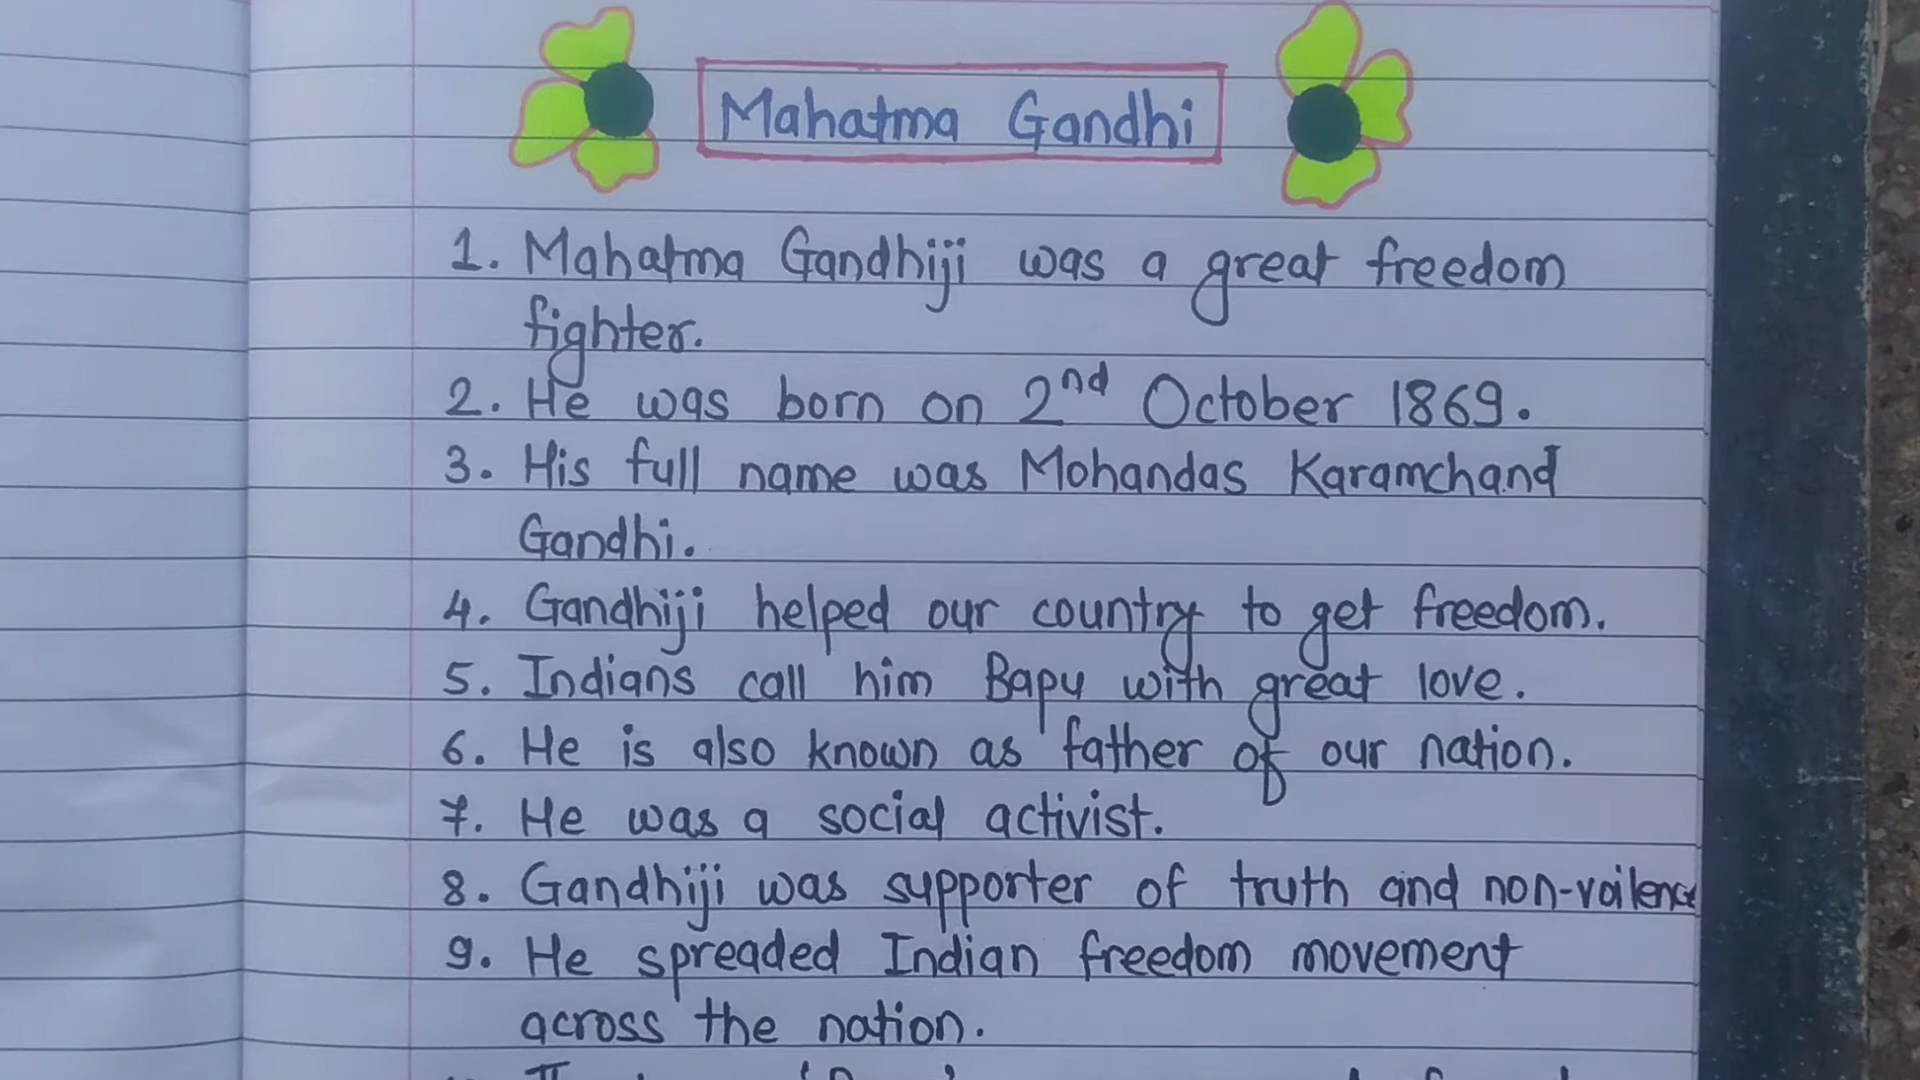 Mahatma Gandhi
1. Mahatma Gandhiji was a great freedom
fighter.
2. He was born on 2nd October 1869.
3. His full name was Mohandas Karamchand
Gandhi.
4. Gandhiji helped our country to get freedom.
5. Indians call him Bapu with great love.
6. He is also known as father of our nation.
7. He was a social activist.
8. Gandhiji was supporter of truth and non-voilence
9. He spreaded Indian freedom movement
across the nation.